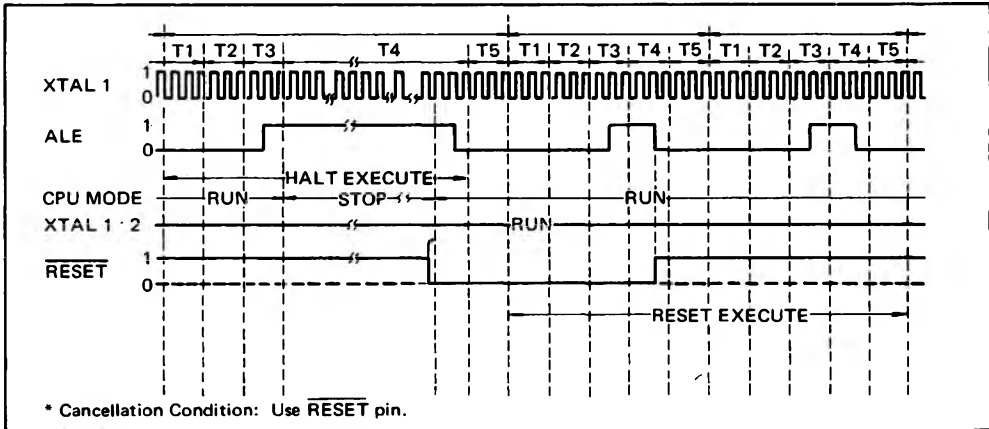 T1 T2 T3 T4 T5 T1 T2 T3 T4 T5 T1 T2 T3 T4 T5
XTAL 1 1
0
ALE 1
0
HALT EXECUTE
CPU MODE RUN STOP RUN
XTAL 1 · 2 RUN
RESET 1
0
RESET EXECUTE
* Cancellation Condition: Use RESET pin.